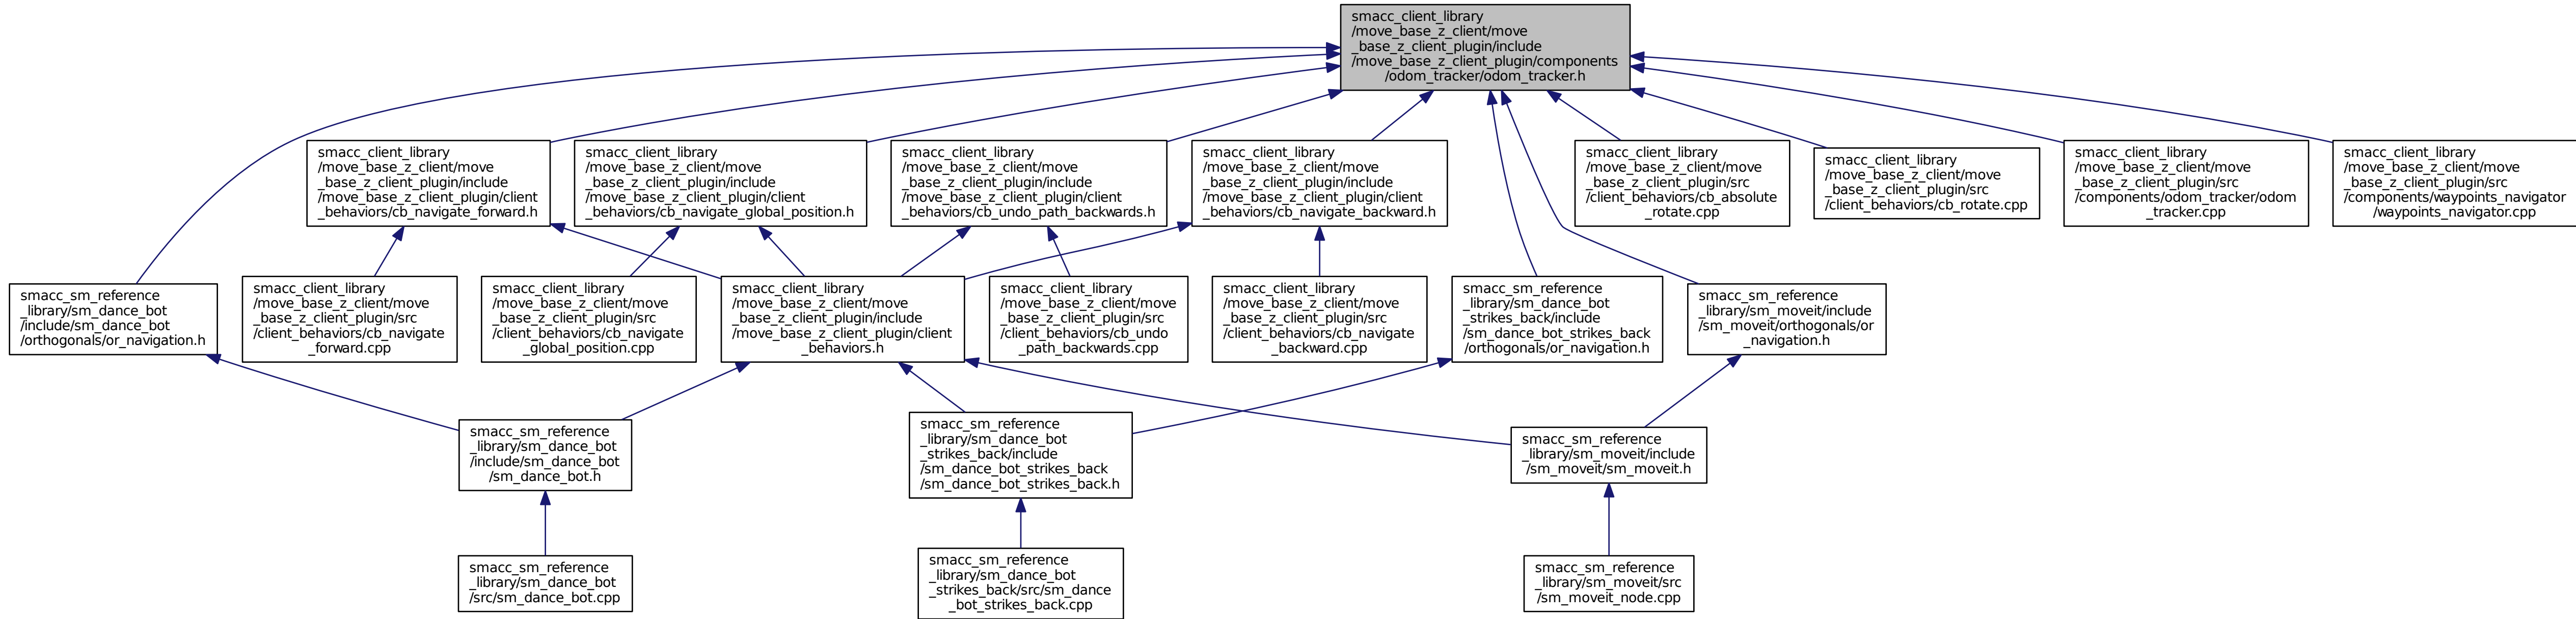 smacc_client_library
/move_base_z_client/move
_base_z_client_plugin/include
/move_base_z_client_plugin/components
/odom_tracker/odom_tracker.h
smacc_client_library
/move_base_z_client/move
_base_z_client_plugin/include
/move_base_z_client_plugin/client
_behaviors/cb_navigate_forward.h
smacc_client_library
/move_base_z_client/move
_base_z_client_plugin/include
/move_base_z_client_plugin/client
_behaviors/cb_navigate_global_position.h
smacc_client_library
/move_base_z_client/move
_base_z_client_plugin/include
/move_base_z_client_plugin/client
_behaviors/cb_undo_path_backwards.h
smacc_client_library
/move_base_z_client/move
_base_z_client_plugin/include
/move_base_z_client_plugin/client
_behaviors/cb_navigate_backward.h
smacc_client_library
/move_base_z_client/move
_base_z_client_plugin/src
/client_behaviors/cb_absolute
_rotate.cpp
smacc_client_library
/move_base_z_client/move
_base_z_client_plugin/src
/client_behaviors/cb_rotate.cpp
smacc_client_library
/move_base_z_client/move
_base_z_client_plugin/src
/components/odom_tracker/odom
_tracker.cpp
smacc_client_library
/move_base_z_client/move
_base_z_client_plugin/src
/components/waypoints_navigator
/waypoints_navigator.cpp
smacc_sm_reference
_library/sm_dance_bot
/include/sm_dance_bot
/orthogonals/or_navigation.h
smacc_client_library
/move_base_z_client/move
_base_z_client_plugin/src
/client_behaviors/cb_navigate
_forward.cpp
smacc_client_library
/move_base_z_client/move
_base_z_client_plugin/src
/client_behaviors/cb_navigate
_global_position.cpp
smacc_client_library
/move_base_z_client/move
_base_z_client_plugin/include
/move_base_z_client_plugin/client
_behaviors.h
smacc_client_library
/move_base_z_client/move
_base_z_client_plugin/src
/client_behaviors/cb_undo
_path_backwards.cpp
smacc_client_library
/move_base_z_client/move
_base_z_client_plugin/src
/client_behaviors/cb_navigate
_backward.cpp
smacc_sm_reference
_library/sm_dance_bot
_strikes_back/include
/sm_dance_bot_strikes_back
/orthogonals/or_navigation.h
smacc_sm_reference
_library/sm_moveit/include
/sm_moveit/orthogonals/or
_navigation.h
smacc_sm_reference
_library/sm_dance_bot
/include/sm_dance_bot
/sm_dance_bot.h
smacc_sm_reference
_library/sm_dance_bot
_strikes_back/include
/sm_dance_bot_strikes_back
/sm_dance_bot_strikes_back.h
smacc_sm_reference
_library/sm_moveit/include
/sm_moveit/sm_moveit.h
smacc_sm_reference
_library/sm_dance_bot
/src/sm_dance_bot.cpp
smacc_sm_reference
_library/sm_dance_bot
_strikes_back/src/sm_dance
_bot_strikes_back.cpp
smacc_sm_reference
_library/sm_moveit/src
/sm_moveit_node.cpp